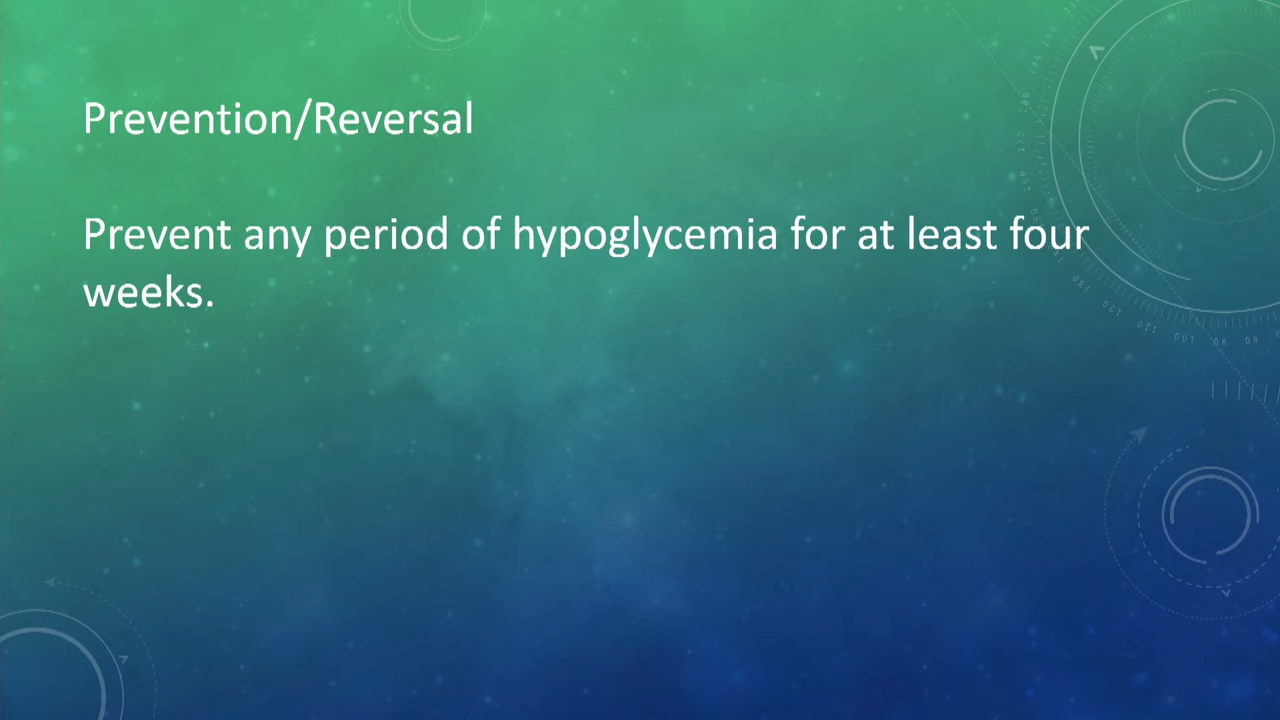 Prevention/Reversal
Prevent any period of hypoglycemia for at least four
weeks.